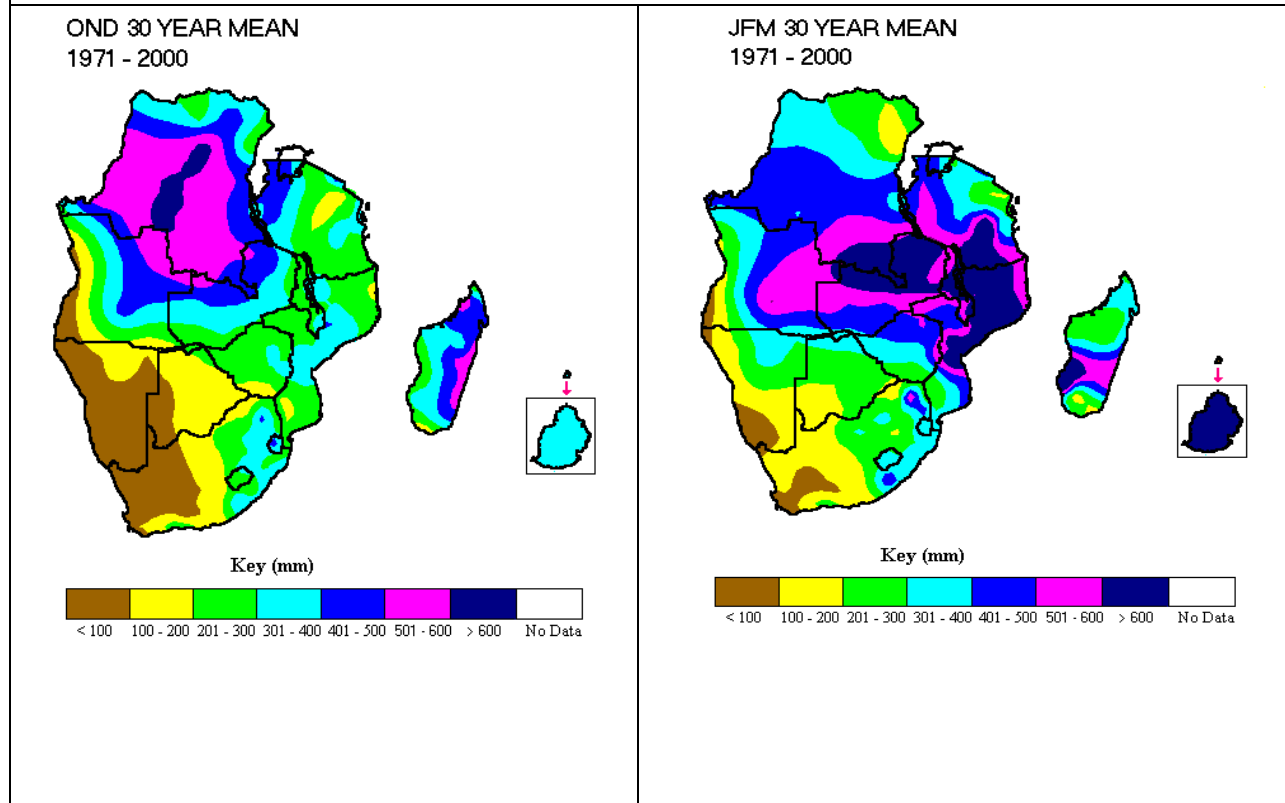 OND 30 YEAR MEAN
1971 - 2000
Key (mm)
< 100 100 - 200 201 - 300 301 - 400 401 - 500 501 - 600 > 600 No Data
JFM 30 YEAR MEAN
1971 - 2000
Key (mm)
< 100 100 - 200 201 - 300 301 - 400 401 - 500 501 - 600 > 600 No Data